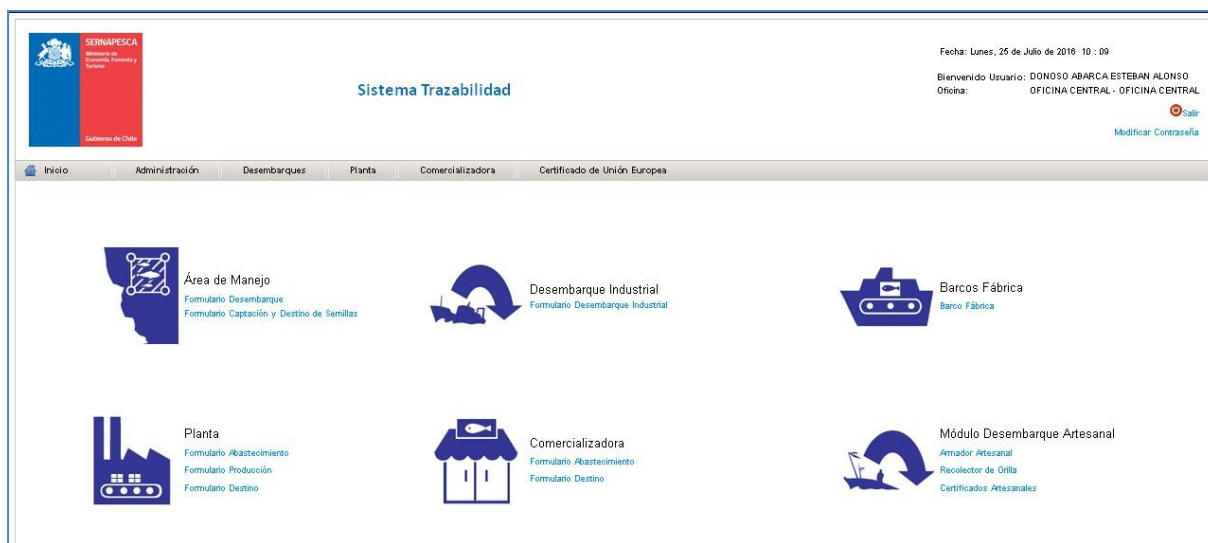 SERNAPESCA
Ministerio de
Economía, Fomento y
Turismo
Gobierno de Chile
Sistema Trazabilidad
Fecha: Lunes, 25 de Julio de 2016 10 : 09
Bienvenido Usuario: DONOSO ABARCA ESTEBAN ALONSO
Oficina: OFICINA CENTRAL - OFICINA CENTRAL
Salir
Modificar Contraseña
Inicio Administración Desembarques Planta Comercializadora Certificado de Unión Europea
Área de Manejo
Formulario Desembarque
Formulario Captación y Destino de Semillas
Desembarque Industrial
Formulario Desembarque Industrial
Barcos Fábrica
Barco Fábrica
Planta
Formulario Abastecimiento
Formulario Producción
Formulario Destino
Comercializadora
Formulario Abastecimiento
Formulario Destino
Módulo Desembarque Artesanal
Armador Artesanal
Recolector de Orilla
Certificados Artesanales